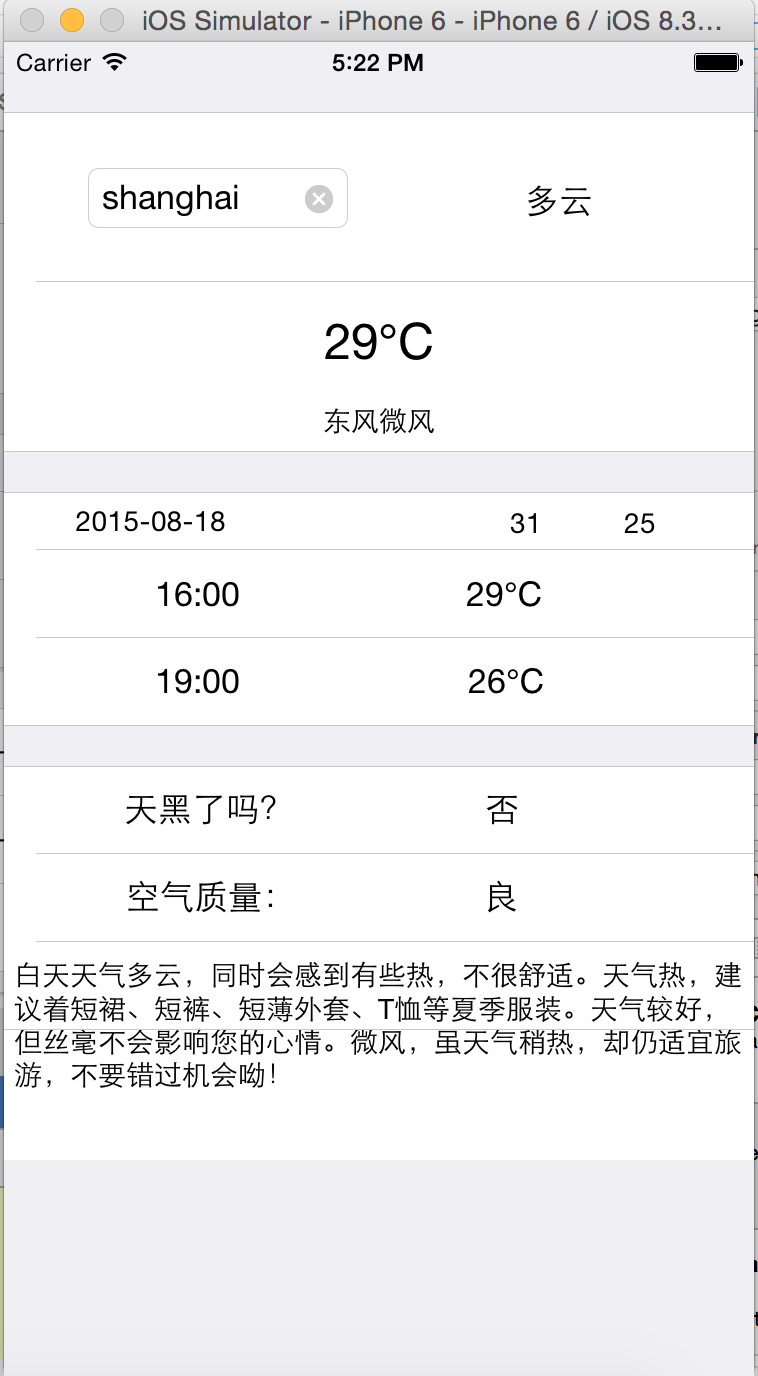 iOS Simulator - iPhone 6 - iPhone 6 / iOS 8.3...
Carrier 5:22 PM
shanghai 多云
29°C
东风微风
2015-08-18 31 25
16:00 29°C
19:00 26°C
天黑了吗？ 否
空气质量： 良
白天天气多云，同时会感到有些热，不很舒适。天气热，建
议着短裙、短裤、短薄外套、T恤等夏季服装。天气较好，
但丝毫不会影响您的心情。微风，虽天气稍热，却仍适宜旅
游，不要错过机会呦！